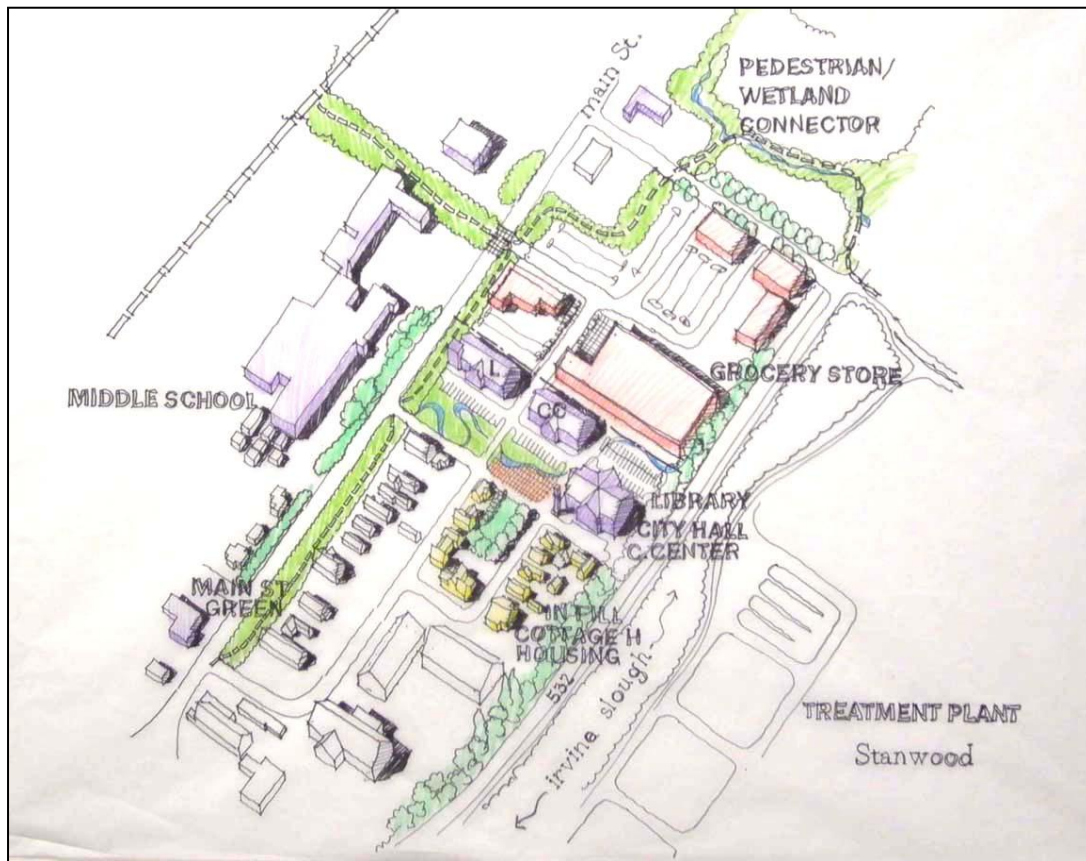 Main St.
PEDESTRIAN/
WETLAND
CONNECTOR
L
CC
GROCERY STORE
MIDDLE SCHOOL
LIBRARY
CITY HALL
C.CENTER
MAIN ST
GREEN
IN FILL
COTTAGE H
HOUSING
532
irvine slough
TREATMENT PLANT
Stanwood